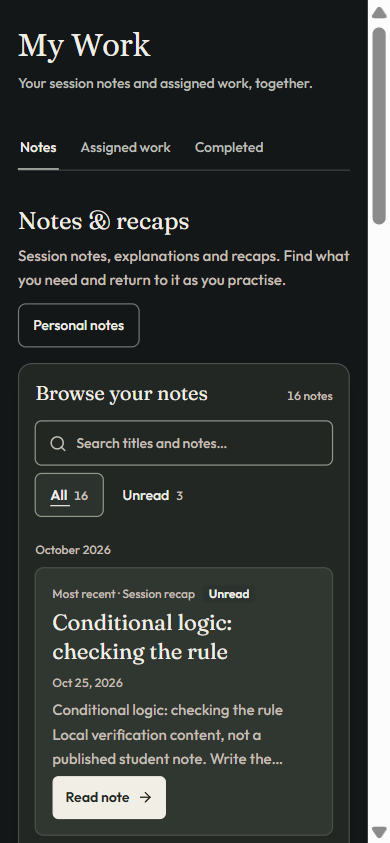 My Work
Your session notes and assigned work, together.
Notes Assigned work Completed
Notes & recaps
Session notes, explanations and recaps. Find what
you need and return to it as you practise.
Personal notes
Browse your notes 16 notes
Search titles and notes...
All 16 Unread 3
October 2026
Most recent · Session recap Unread
Conditional logic:
checking the rule
Oct 25, 2026
Conditional logic: checking the rule
Local verification content, not a
published student note. Write the...
Read note →